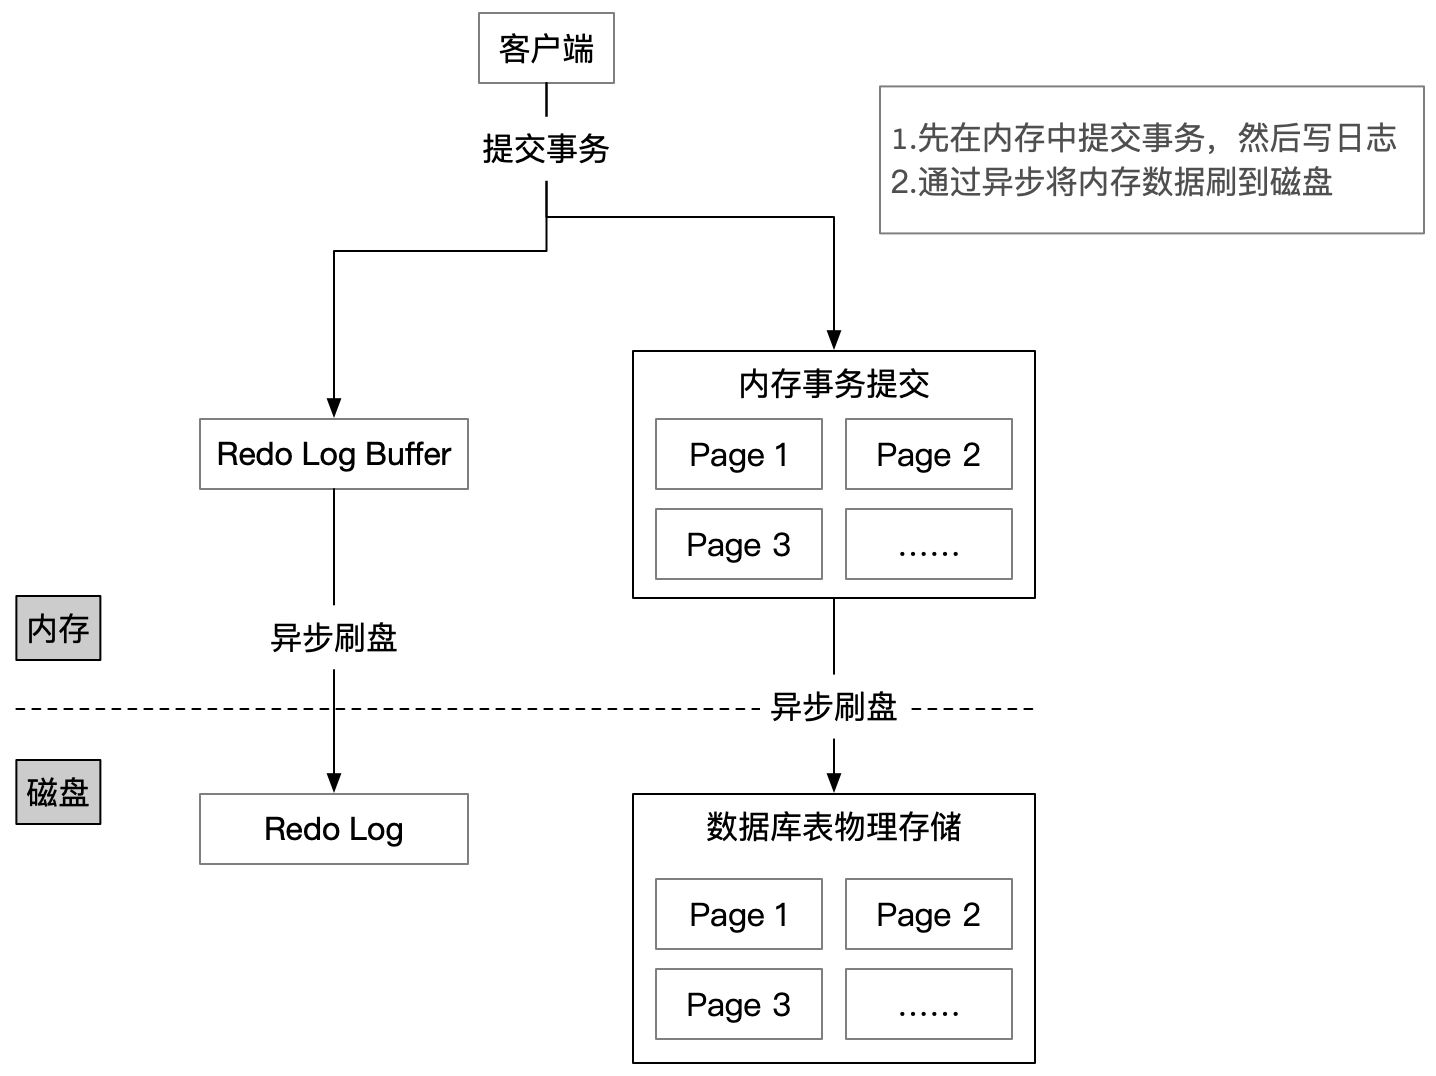 客户端
提交事务
1.先在内存中提交事务，然后写日志
2.通过异步将内存数据刷到磁盘
内存事务提交
Redo Log Buffer
Page 1
Page 2
Page 3
......
内存
异步刷盘
异步刷盘
磁盘
Redo Log
数据库表物理存储
Page 1
Page 2
Page 3
......